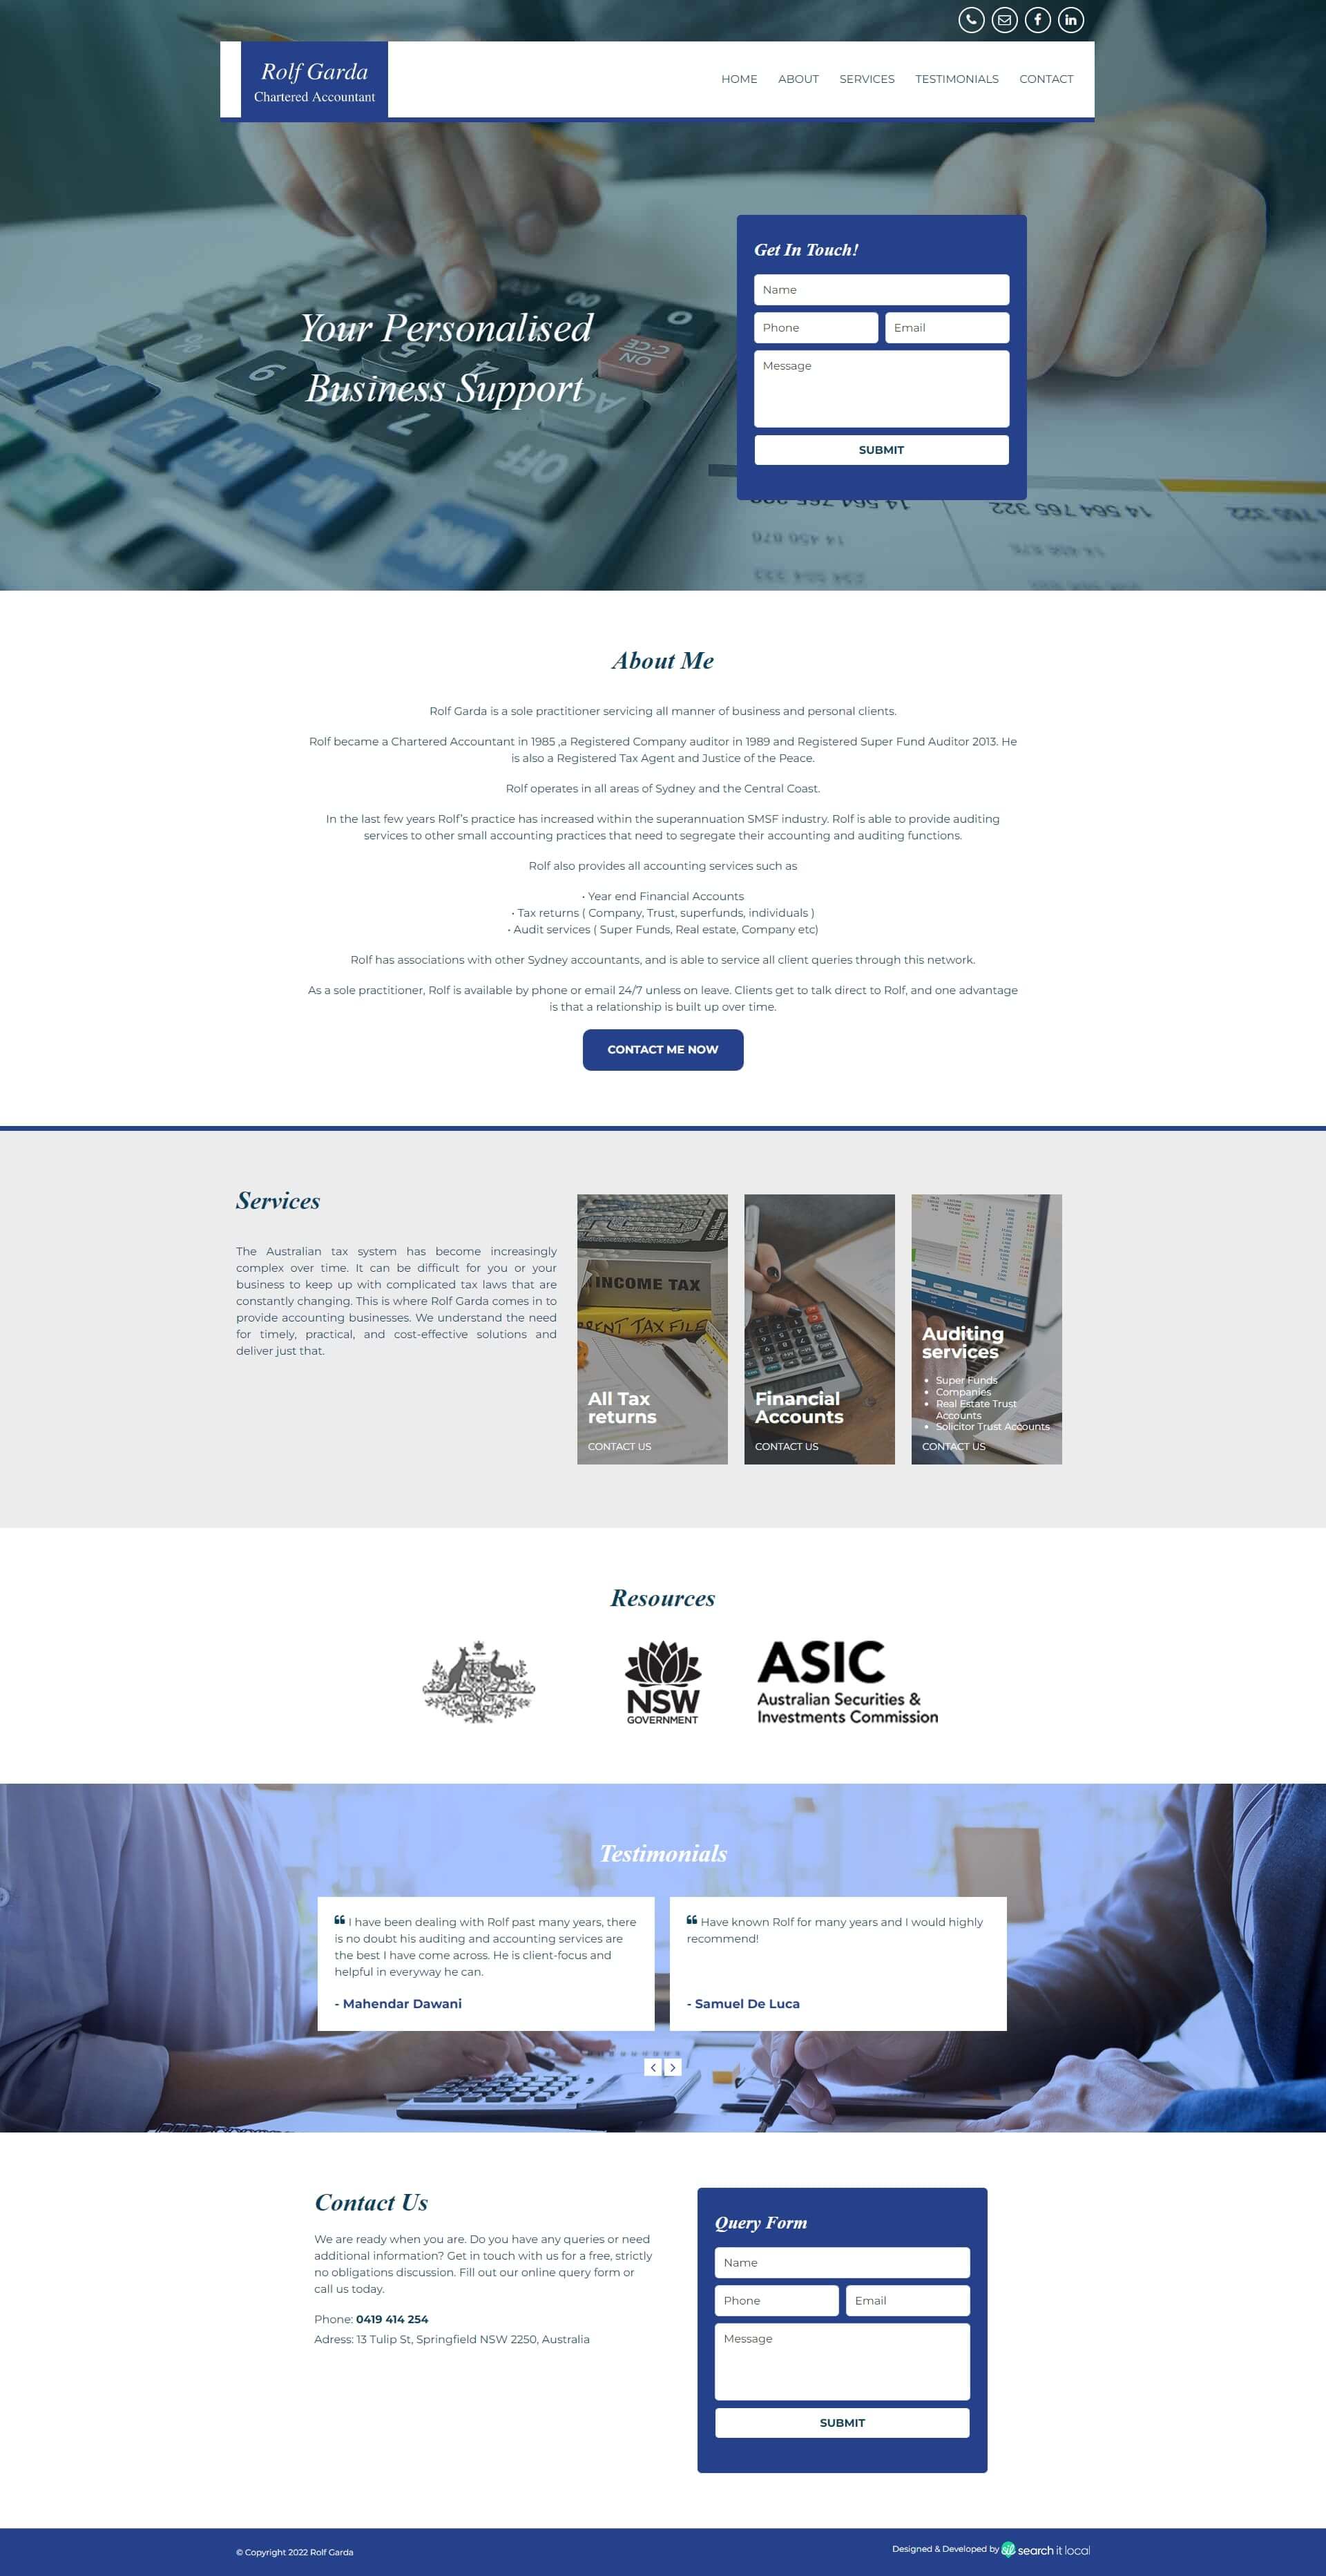 Rolf Garda
Chartered Accountant
HOME ABOUT SERVICES TESTIMONIALS CONTACT
Your Personalised
Business Support
Get In Touch!
Name
Phone Email
Message
SUBMIT
ON
C:CE
AC
OFF
14 564 765 322
14 564 765 322
About Me
Rolf Garda is a sole practitioner servicing all manner of business and personal clients.
Rolf became a Chartered Accountant in 1985 ,a Registered Company auditor in 1989 and Registered Super Fund Auditor 2013. He
is also a Registered Tax Agent and Justice of the Peace.
Rolf operates in all areas of Sydney and the Central Coast.
In the last few years Rolf's practice has increased within the superannuation SMSF industry. Rolf is able to provide auditing
services to other small accounting practices that need to segregate their accounting and auditing functions.
Rolf also provides all accounting services such as
• Year end Financial Accounts
• Tax returns ( Company, Trust, superfunds, individuals )
• Audit services ( Super Funds, Real estate, Company etc)
Rolf has associations with other Sydney accountants, and is able to service all client queries through this network.
As a sole practitioner, Rolf is available by phone or email 24/7 unless on leave. Clients get to talk direct to Rolf, and one advantage
is that a relationship is built up over time.
CONTACT ME NOW
Services
The Australian tax system has become increasingly
complex over time. It can be difficult for you or your
business to keep up with complicated tax laws that are
constantly changing. This is where Rolf Garda comes in to
provide accounting businesses. We understand the need
for timely, practical, and cost-effective solutions and
deliver just that.
INCOME TAX
RENT TAX FILE
All Tax
returns
CONTACT US
Financial
Accounts
CONTACT US
Auditing
services
• Super Funds
• Companies
• Real Estate Trust
Accounts
• Solicitor Trust Accounts
CONTACT US
Resources
NSW
GOVERNMENT
ASIC
Australian Securities &
Investments Commission
Testimonials
❝ I have been dealing with Rolf past many years, there
is no doubt his auditing and accounting services are
the best I have come across. He is client-focus and
helpful in everyway he can.
- Mahendar Dawani
❝ Have known Rolf for many years and I would highly
recommend!
- Samuel De Luca
Contact Us
We are ready when you are. Do you have any queries or need
additional information? Get in touch with us for a free, strictly
no obligations discussion. Fill out our online query form or
call us today.
Phone: 0419 414 254
Adress: 13 Tulip St, Springfield NSW 2250, Australia
Query Form
Name
Phone Email
Message
SUBMIT
© Copyright 2022 Rolf Garda
Designed & Developed by sil search it local